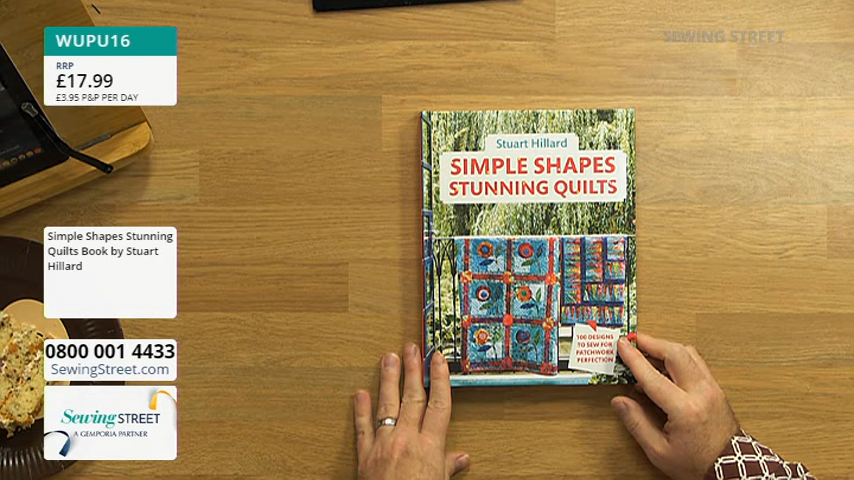 WUPU16
RRP
£17.99
£3.95 P&P PER DAY
SEWING STREET
Stuart Hillard
SIMPLE SHAPES
STUNNING QUILTS
100 DESIGNS
TO SEW FOR
PATCHWORK
PERFECTION
Simple Shapes Stunning
Quilts Book by Stuart
Hillard
0800 001 4433
SewingStreet.com
Sewing STREET
A GEMPORIA PARTNER